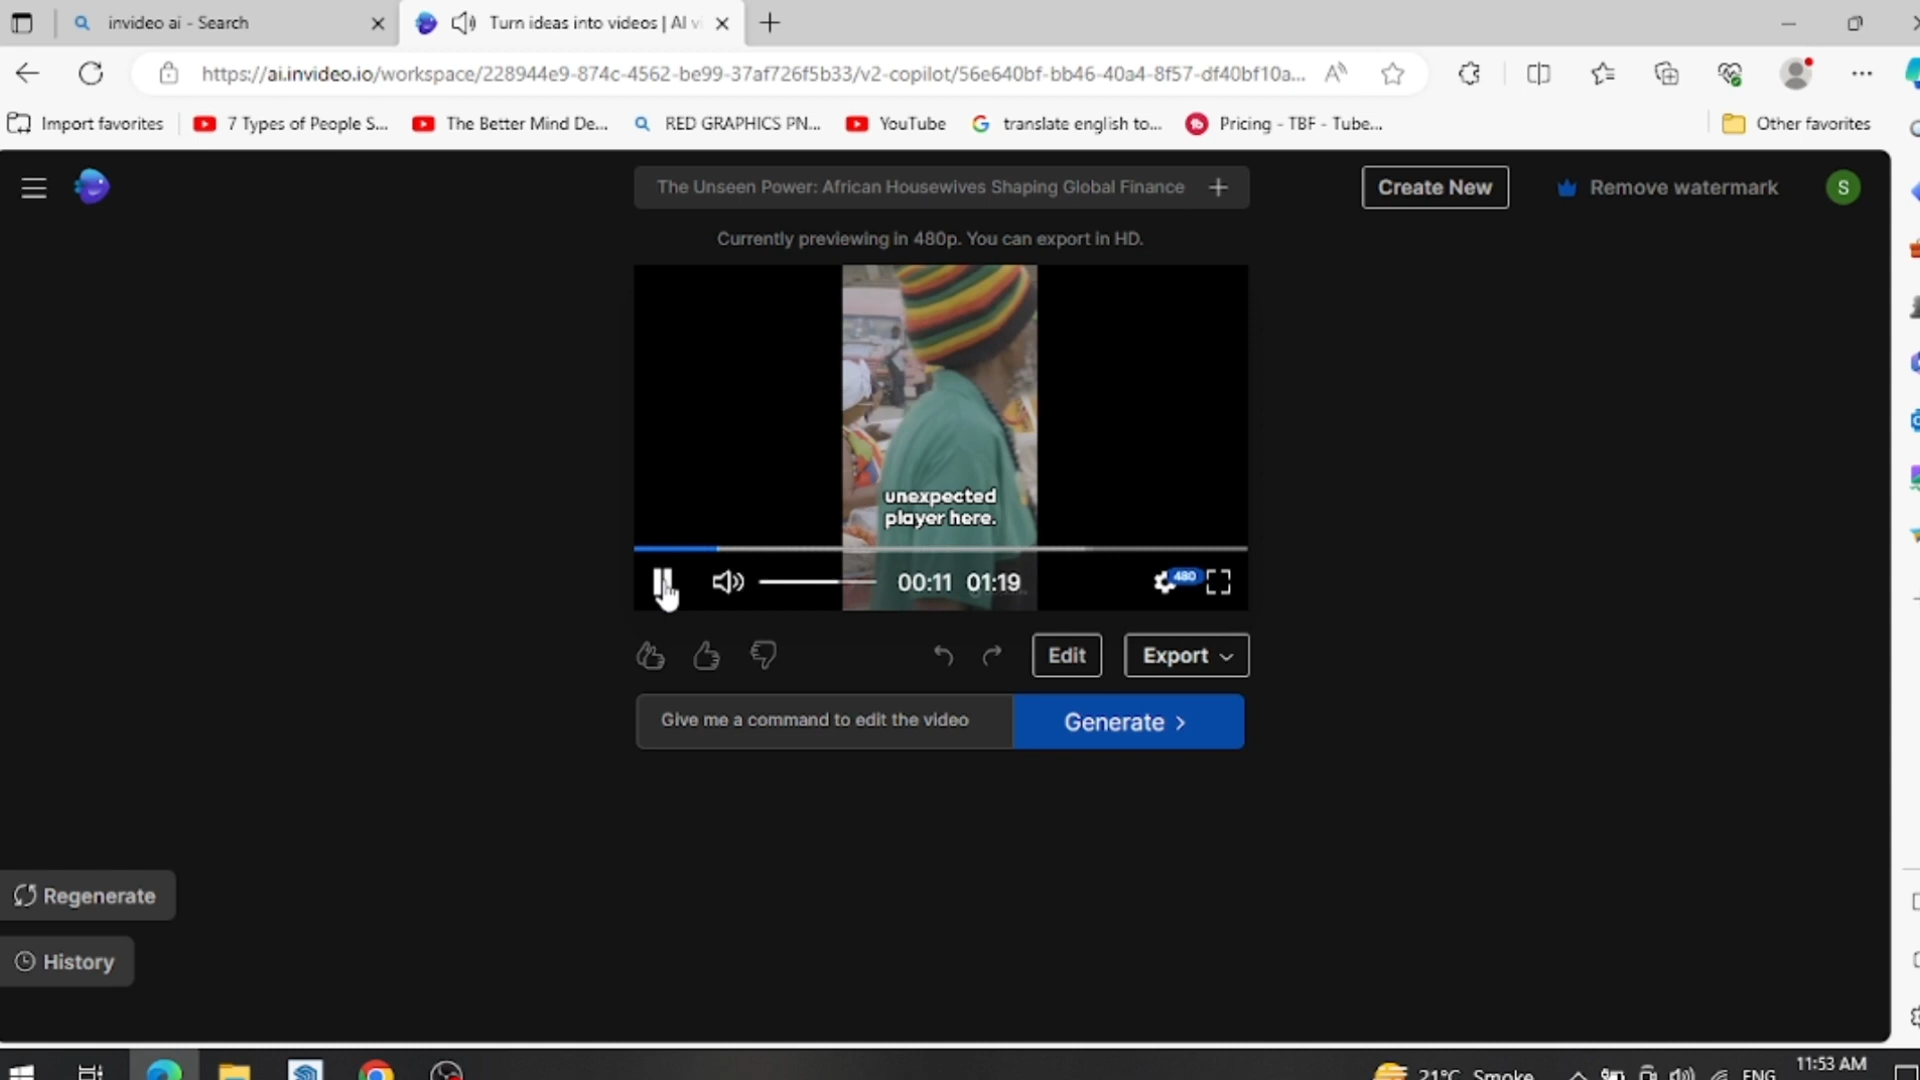 invideo ai - Search
Turn ideas into videos | AI vi
https://ai.invideo.io/workspace/228944e9-874c-4562-be99-37af726f5b33/v2-copilot/56e640bf-bb46-40a4-8f57-df40bf10a...
Import favorites
7 Types of People S...
The Better Mind De...
RED GRAPHICS PN...
YouTube
translate english to...
Pricing - TBF - Tube...
Other favorites
The Unseen Power: African Housewives Shaping Global Finance
Create New
Remove watermark
S
Currently previewing in 480p. You can export in HD.
unexpected
player here.
00:11 01:19
480
Edit
Export
Give me a command to edit the video
Generate >
Regenerate
History
21°C Smoke
ENG
11:53 AM